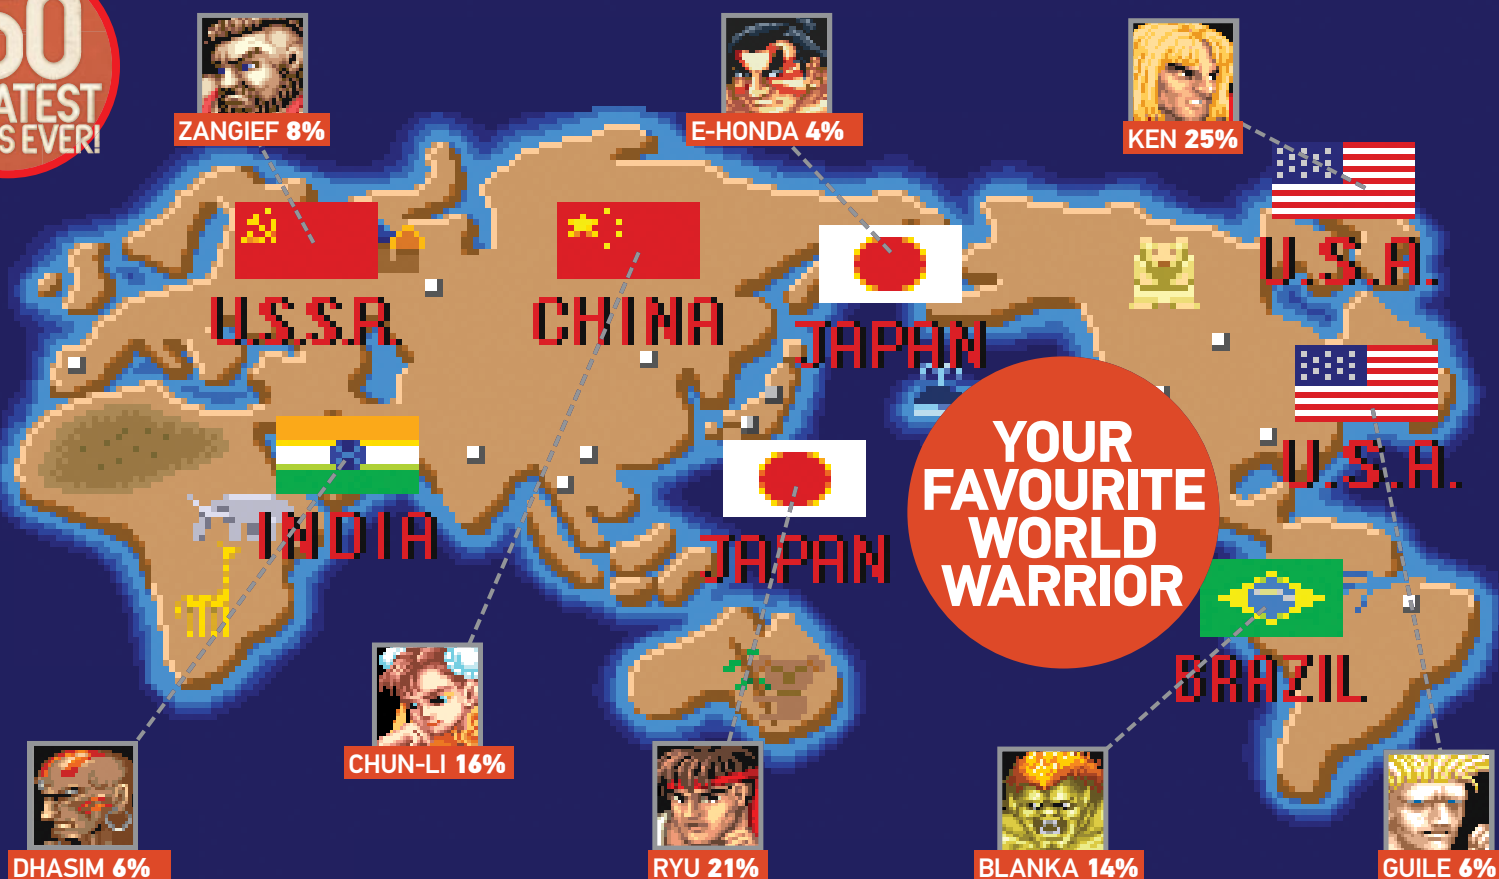 50
ATEST
S EVER!
ZANGIEF 8%
E-HONDA 4%
KEN 25%
U.S.S.R.
CHINA
JAPAN
U.S.A.
U.S.A.
INDIA
JAPAN
YOUR
FAVOURITE
WORLD
WARRIOR
BRAZIL
CHUN-LI 16%
DHASIM 6%
RYU 21%
BLANKA 14%
GUILE 6%